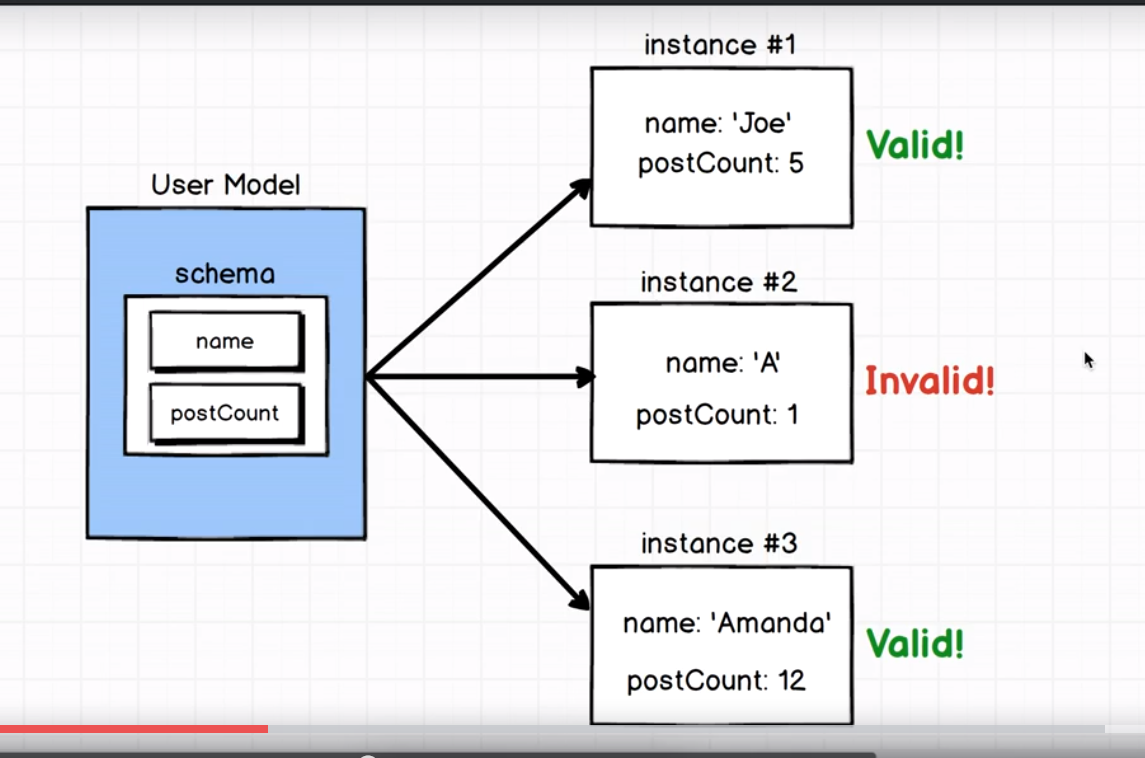 instance #1
name: 'Joe'
postCount: 5
Valid!
User Model
schema
name
postCount
instance #2
name: 'A'
postCount: 1
Invalid!
instance #3
name: 'Amanda'
postCount: 12
Valid!